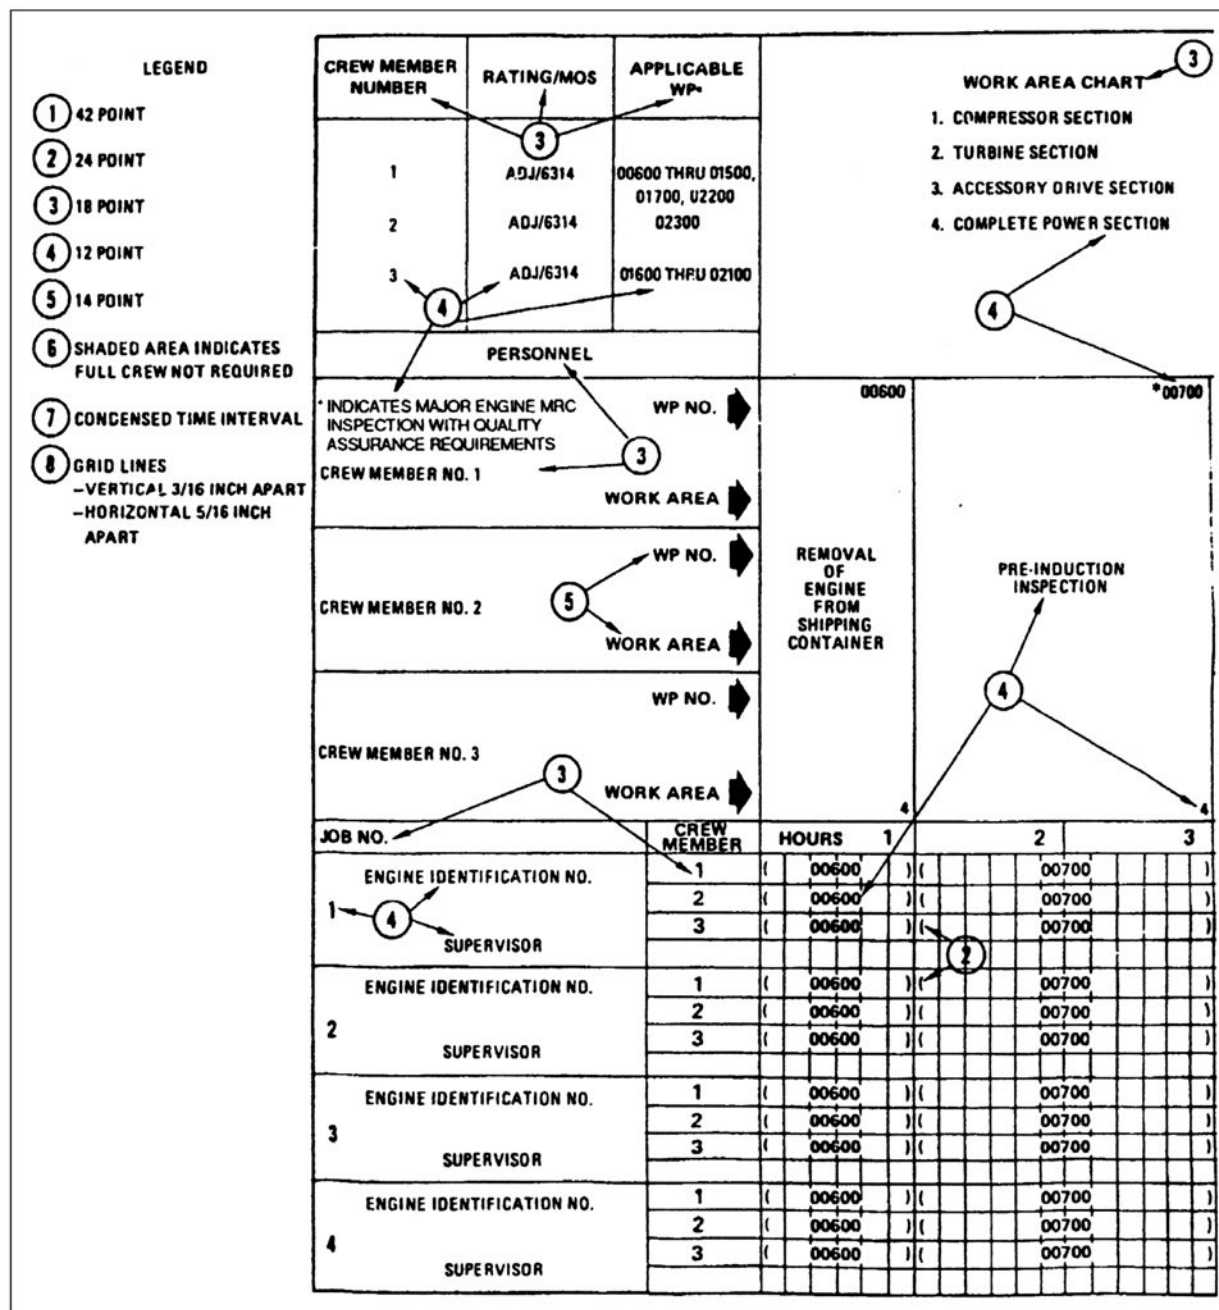 LEGEND
1 42 POINT
2 24 POINT
3 18 POINT
4 12 POINT
5 14 POINT
6 SHADED AREA INDICATES
FULL CREW NOT REQUIRED
7 CONDENSED TIME INTERVAL
8 GRID LINES
–VERTICAL 3/16 INCH APART
–HORIZONTAL 5/16 INCH
APART
CREW MEMBER
NUMBER
RATING/MOS
APPLICABLE
WP*
3
1 ADJ/6314 00600 THRU 01500,
01700, 02200
2 ADJ/6314 02300
3 ADJ/6314 01600 THRU 02100
4
PERSONNEL
WORK AREA CHART
3
1. COMPRESSOR SECTION
2. TURBINE SECTION
3. ACCESSORY DRIVE SECTION
4. COMPLETE POWER SECTION
4
* INDICATES MAJOR ENGINE MRC
INSPECTION WITH QUALITY
ASSURANCE REQUIREMENTS
WP NO.
3
CREW MEMBER NO. 1
WORK AREA
WP NO.
5
CREW MEMBER NO. 2
WORK AREA
WP NO.
CREW MEMBER NO. 3
3
WORK AREA
00600
REMOVAL
OF
ENGINE
FROM
SHIPPING
CONTAINER
4
*00700
PRE-INDUCTION
INSPECTION
4
4
JOB NO. CREW
MEMBER HOURS 1 2 3
ENGINE IDENTIFICATION NO. 1 ( 00600 ) ( 00700 )
1 4 2 ( 00600 ) ( 00700 )
SUPERVISOR 3 ( 00600 ) ( 00700 )
2
ENGINE IDENTIFICATION NO. 1 ( 00600 ) ( 00700 )
2 2 ( 00600 ) ( 00700 )
SUPERVISOR 3 ( 00600 ) ( 00700 )
ENGINE IDENTIFICATION NO. 1 ( 00600 ) ( 00700 )
3 2 ( 00600 ) ( 00700 )
SUPERVISOR 3 ( 00600 ) ( 00700 )
ENGINE IDENTIFICATION NO. 1 ( 00600 ) ( 00700 )
4 2 ( 00600 ) ( 00700 )
SUPERVISOR 3 ( 00600 ) ( 00700 )